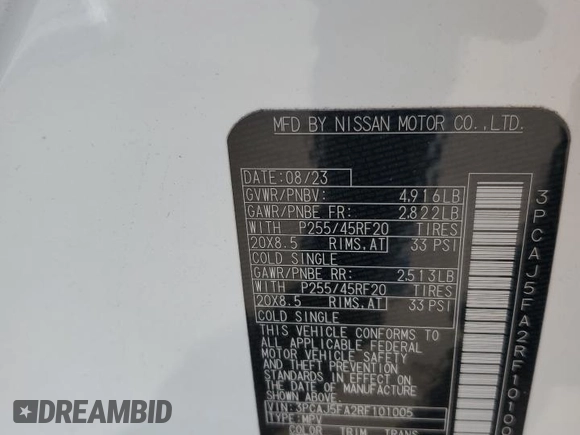 MFD BY NISSAN MOTOR CO.,LTD.
DATE:08/23
GVWR/PNBV: 4,916LB
GAWR/PNBE FR: 2,822LB
WITH P255/45RF20 TIRES
20X8.5 RIMS,AT 33 PSI
COLD SINGLE
GAWR/PNBE RR: 2,513LB
WITH P255/45RF20 TIRES
20X8.5 RIMS,AT 33 PSI
COLD SINGLE
THIS VEHICLE CONFORMS TO
ALL APPLICABLE FEDERAL
MOTOR VEHICLE SAFETY
AND THEFT PREVENTION
STANDARDS IN EFFECT ON
THE DATE OF MANUFACTURE
SHOWN ABOVE.
VIN: 3PCAJ5FA2RF101005
TYPE: MPV
COLOR TRIM TRANS
3PCAJ5FA2RF10100
RIDESAFELY